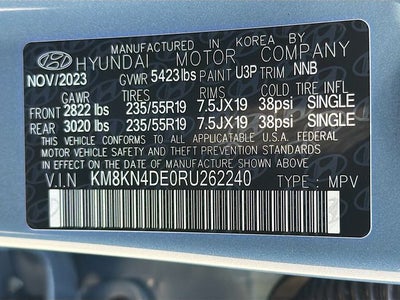 MANUFACTURED IN KOREA BY
HYUNDAI MOTOR COMPANY
NOV/2023 GVWR 5423 lbs PAINT U3P TRIM NNB
GAWR TIRES RIMS COLD TIRE INFL
FRONT 2822 lbs 235/55R19 7.5JX19 38psi SINGLE
REAR 3020 lbs 235/55R19 7.5JX19 38psi SINGLE
THIS VEHICLE CONFORMS TO ALL APPLICATABLE U.S.A. FEDERAL
MOTOR VEHICLE SAFETY, BUMPER, AND THEFT PREVENTION
STANDARDS IN EFFECT ON THE DATE OF MANUFACTURE SHOWN ABOVE.
V.I.N KM8KN4DE0RU262240 TYPE : MPV